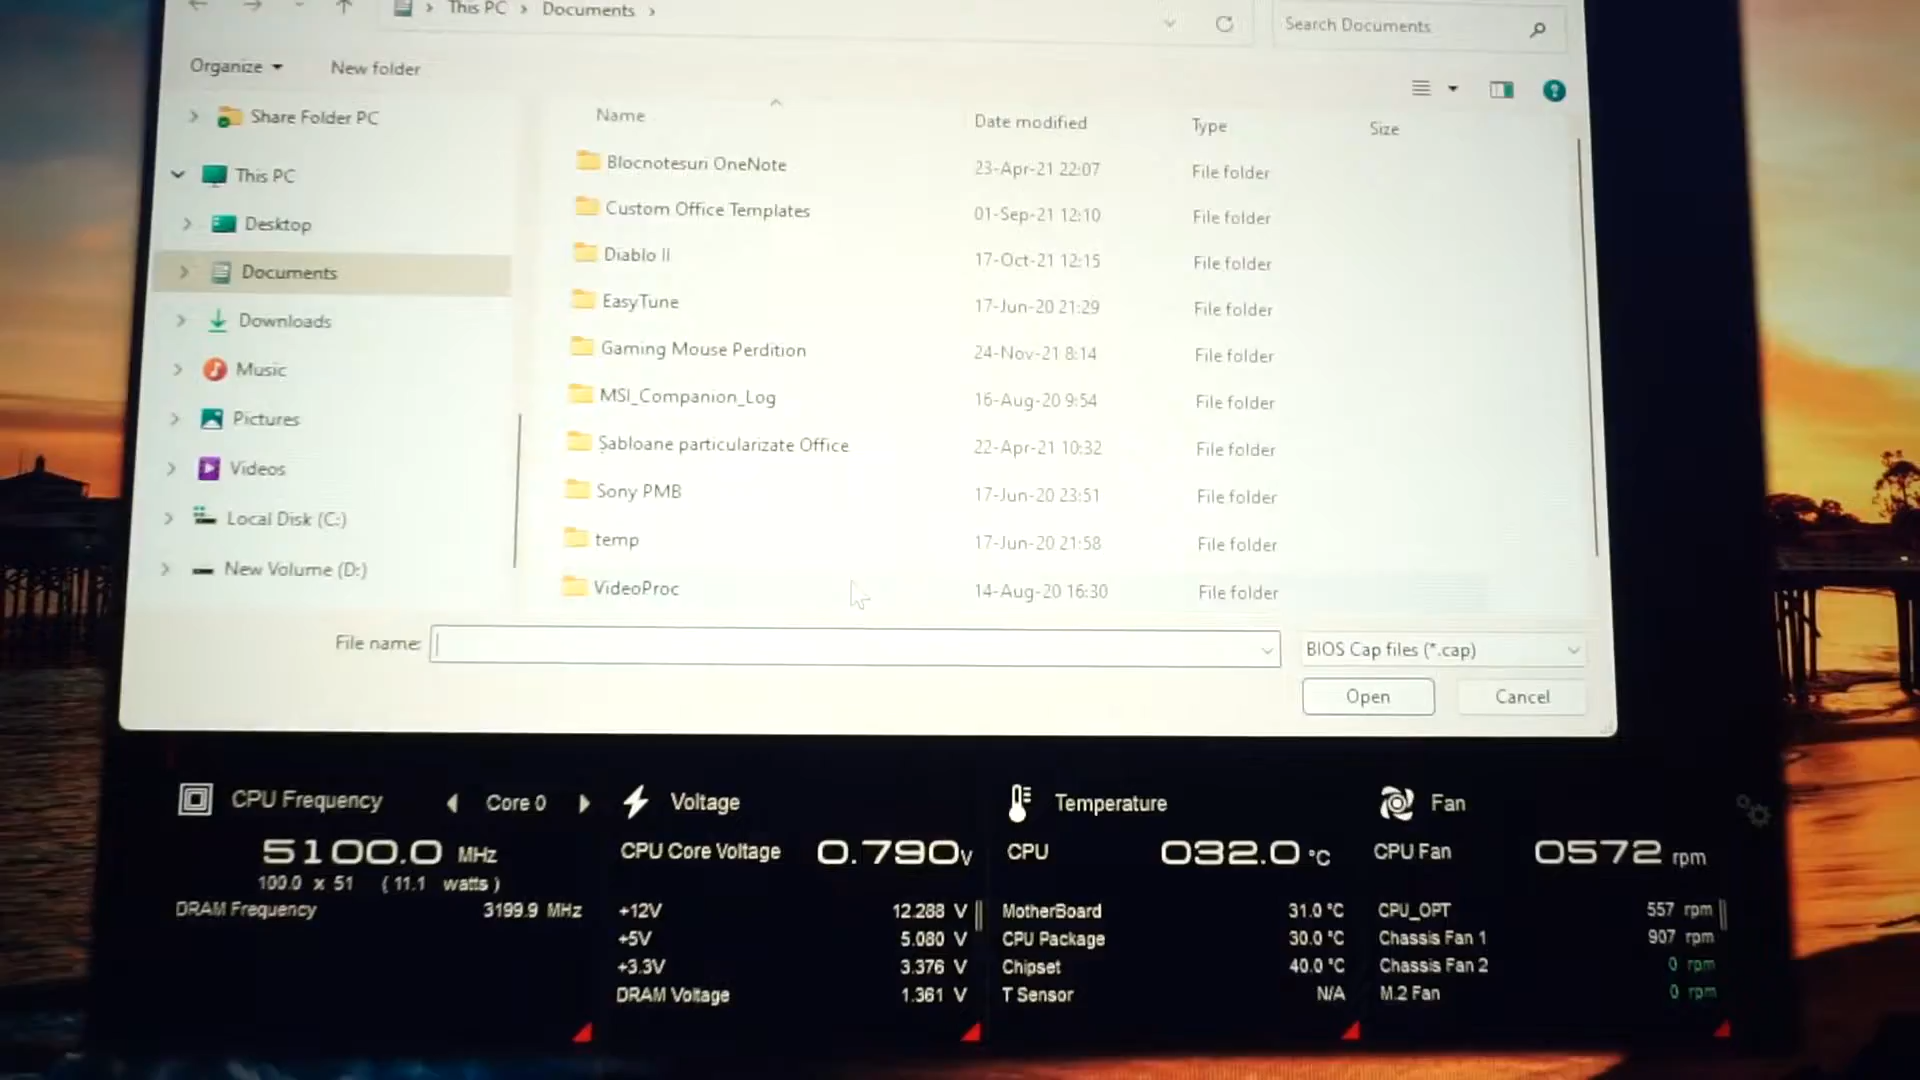 This PC > Documents >
Search Documents
Organize
New folder
Name
Date modified
Type
Size
Share Folder PC
This PC
Desktop
Documents
Downloads
Music
Pictures
Videos
Local Disk (C:)
New Volume (D:)
Blocnotesuri OneNote 23-Apr-21 22:07 File folder
Custom Office Templates 01-Sep-21 12:10 File folder
Diablo II 17-Oct-21 12:15 File folder
EasyTune 17-Jun-20 21:29 File folder
Gaming Mouse Perdition 24-Nov-21 8:14 File folder
MSI_Companion_Log 16-Aug-20 9:54 File folder
Șabloane particularizate Office 22-Apr-21 10:32 File folder
Sony PMB 17-Jun-20 23:51 File folder
temp 17-Jun-20 21:58 File folder
VideoProc 14-Aug-20 16:30 File folder
File name:
BIOS Cap files (*.cap)
Open
Cancel
CPU Frequency
Core 0
5100.0 MHz
100.0 x 51 (11.1 watts)
DRAM Frequency 3199.9 MHz
Voltage
CPU Core Voltage 0.790v
+12V 12.288 V
+5V 5.080 V
+3.3V 3.376 V
DRAM Voltage 1.361 V
Temperature
CPU 032.0 °C
MotherBoard 31.0 °C
CPU Package 30.0 °C
Chipset 40.0 °C
T Sensor N/A
Fan
CPU Fan 0572 rpm
CPU_OPT 557 rpm
Chassis Fan 1 907 rpm
Chassis Fan 2 0 rpm
M.2 Fan 0 rpm